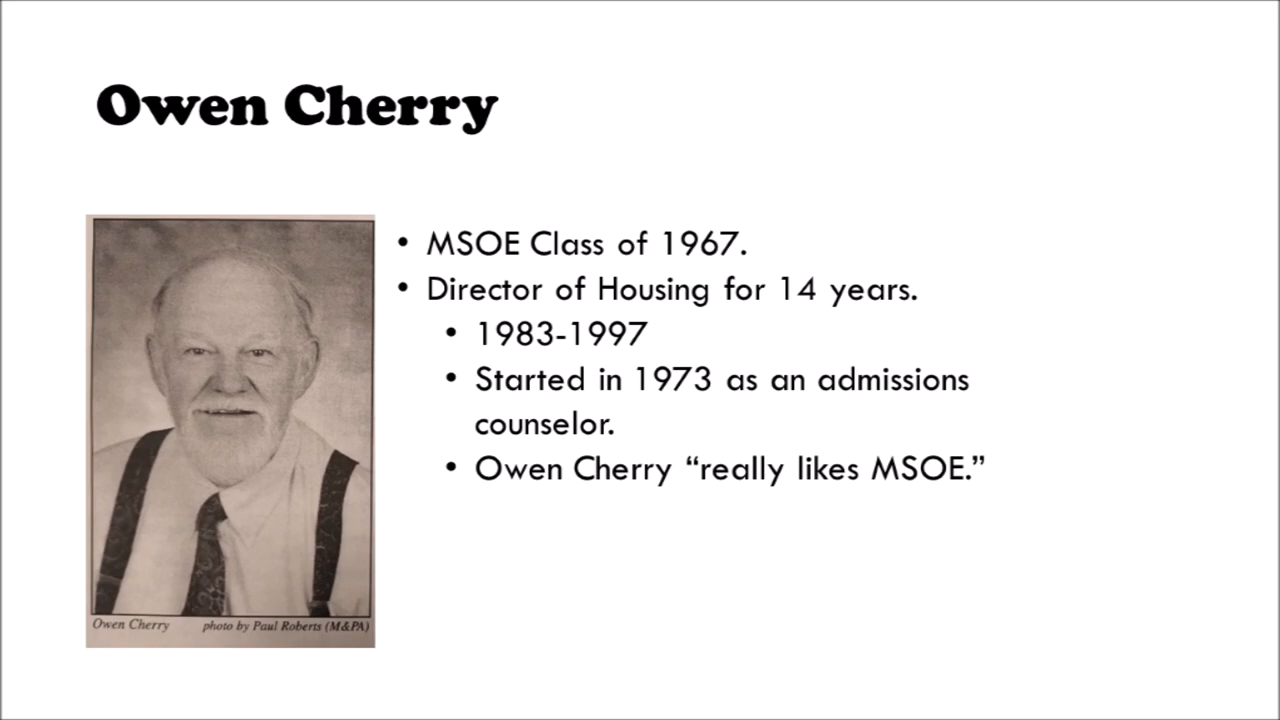 Owen Cherry
• MSOE Class of 1967.
• Director of Housing for 14 years.
• 1983-1997
• Started in 1973 as an admissions
counselor.
• Owen Cherry “really likes MSOE.”
Owen Cherry photo by Paul Roberts (M&PA)